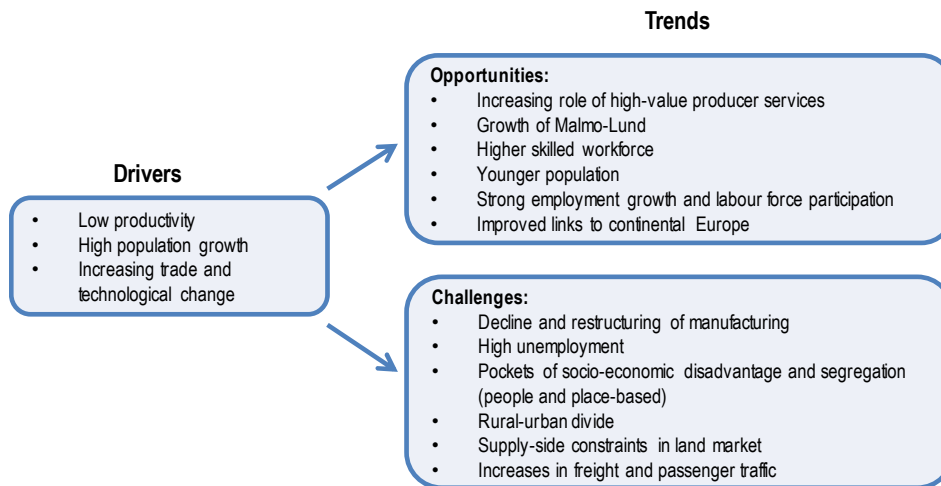 Trends
Opportunities:
• Increasing role of high-value producer services
• Growth of Malmo-Lund
• Higher skilled workforce
• Younger population
• Strong employment growth and labour force participation
• Improved links to continental Europe
Drivers
• Low productivity
• High population growth
• Increasing trade and
technological change
Challenges:
• Decline and restructuring of manufacturing
• High unemployment
• Pockets of socio-economic disadvantage and segregation
(people and place-based)
• Rural-urban divide
• Supply-side constraints in land market
• Increases in freight and passenger traffic